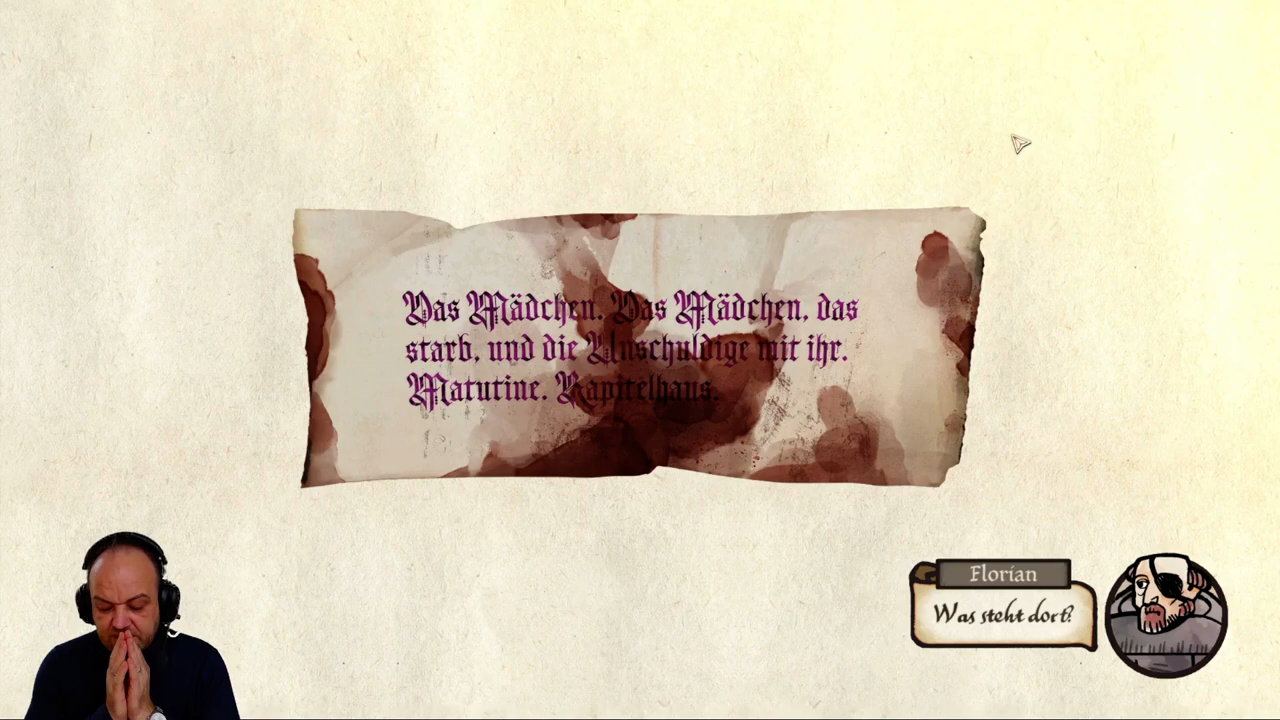 Das Mädchen. Das Mädchen, das
starb, und die Unschuldige mit ihr.
Matutine. Kapitelhaus.
Florian
Was steht dort?